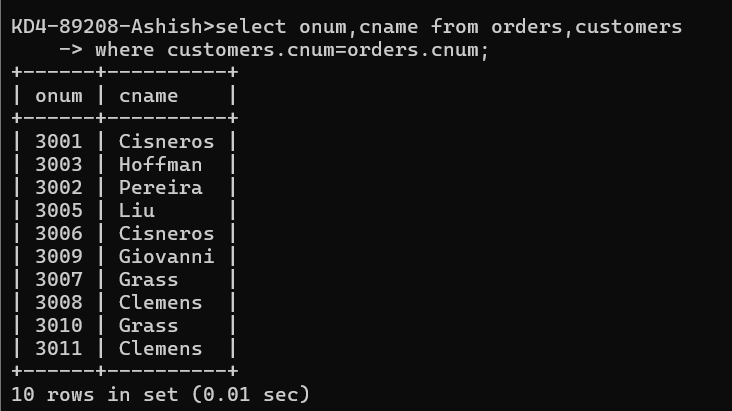 KD4-89208-Ashish>select onum,cname from orders,customers
    -> where customers.cnum=orders.cnum;
+------+----------+
| onum | cname    |
+------+----------+
| 3001 | Cisneros |
| 3003 | Hoffman  |
| 3002 | Pereira  |
| 3005 | Liu      |
| 3006 | Cisneros |
| 3009 | Giovanni |
| 3007 | Grass    |
| 3008 | Clemens  |
| 3010 | Grass    |
| 3011 | Clemens  |
+------+----------+
10 rows in set (0.01 sec)